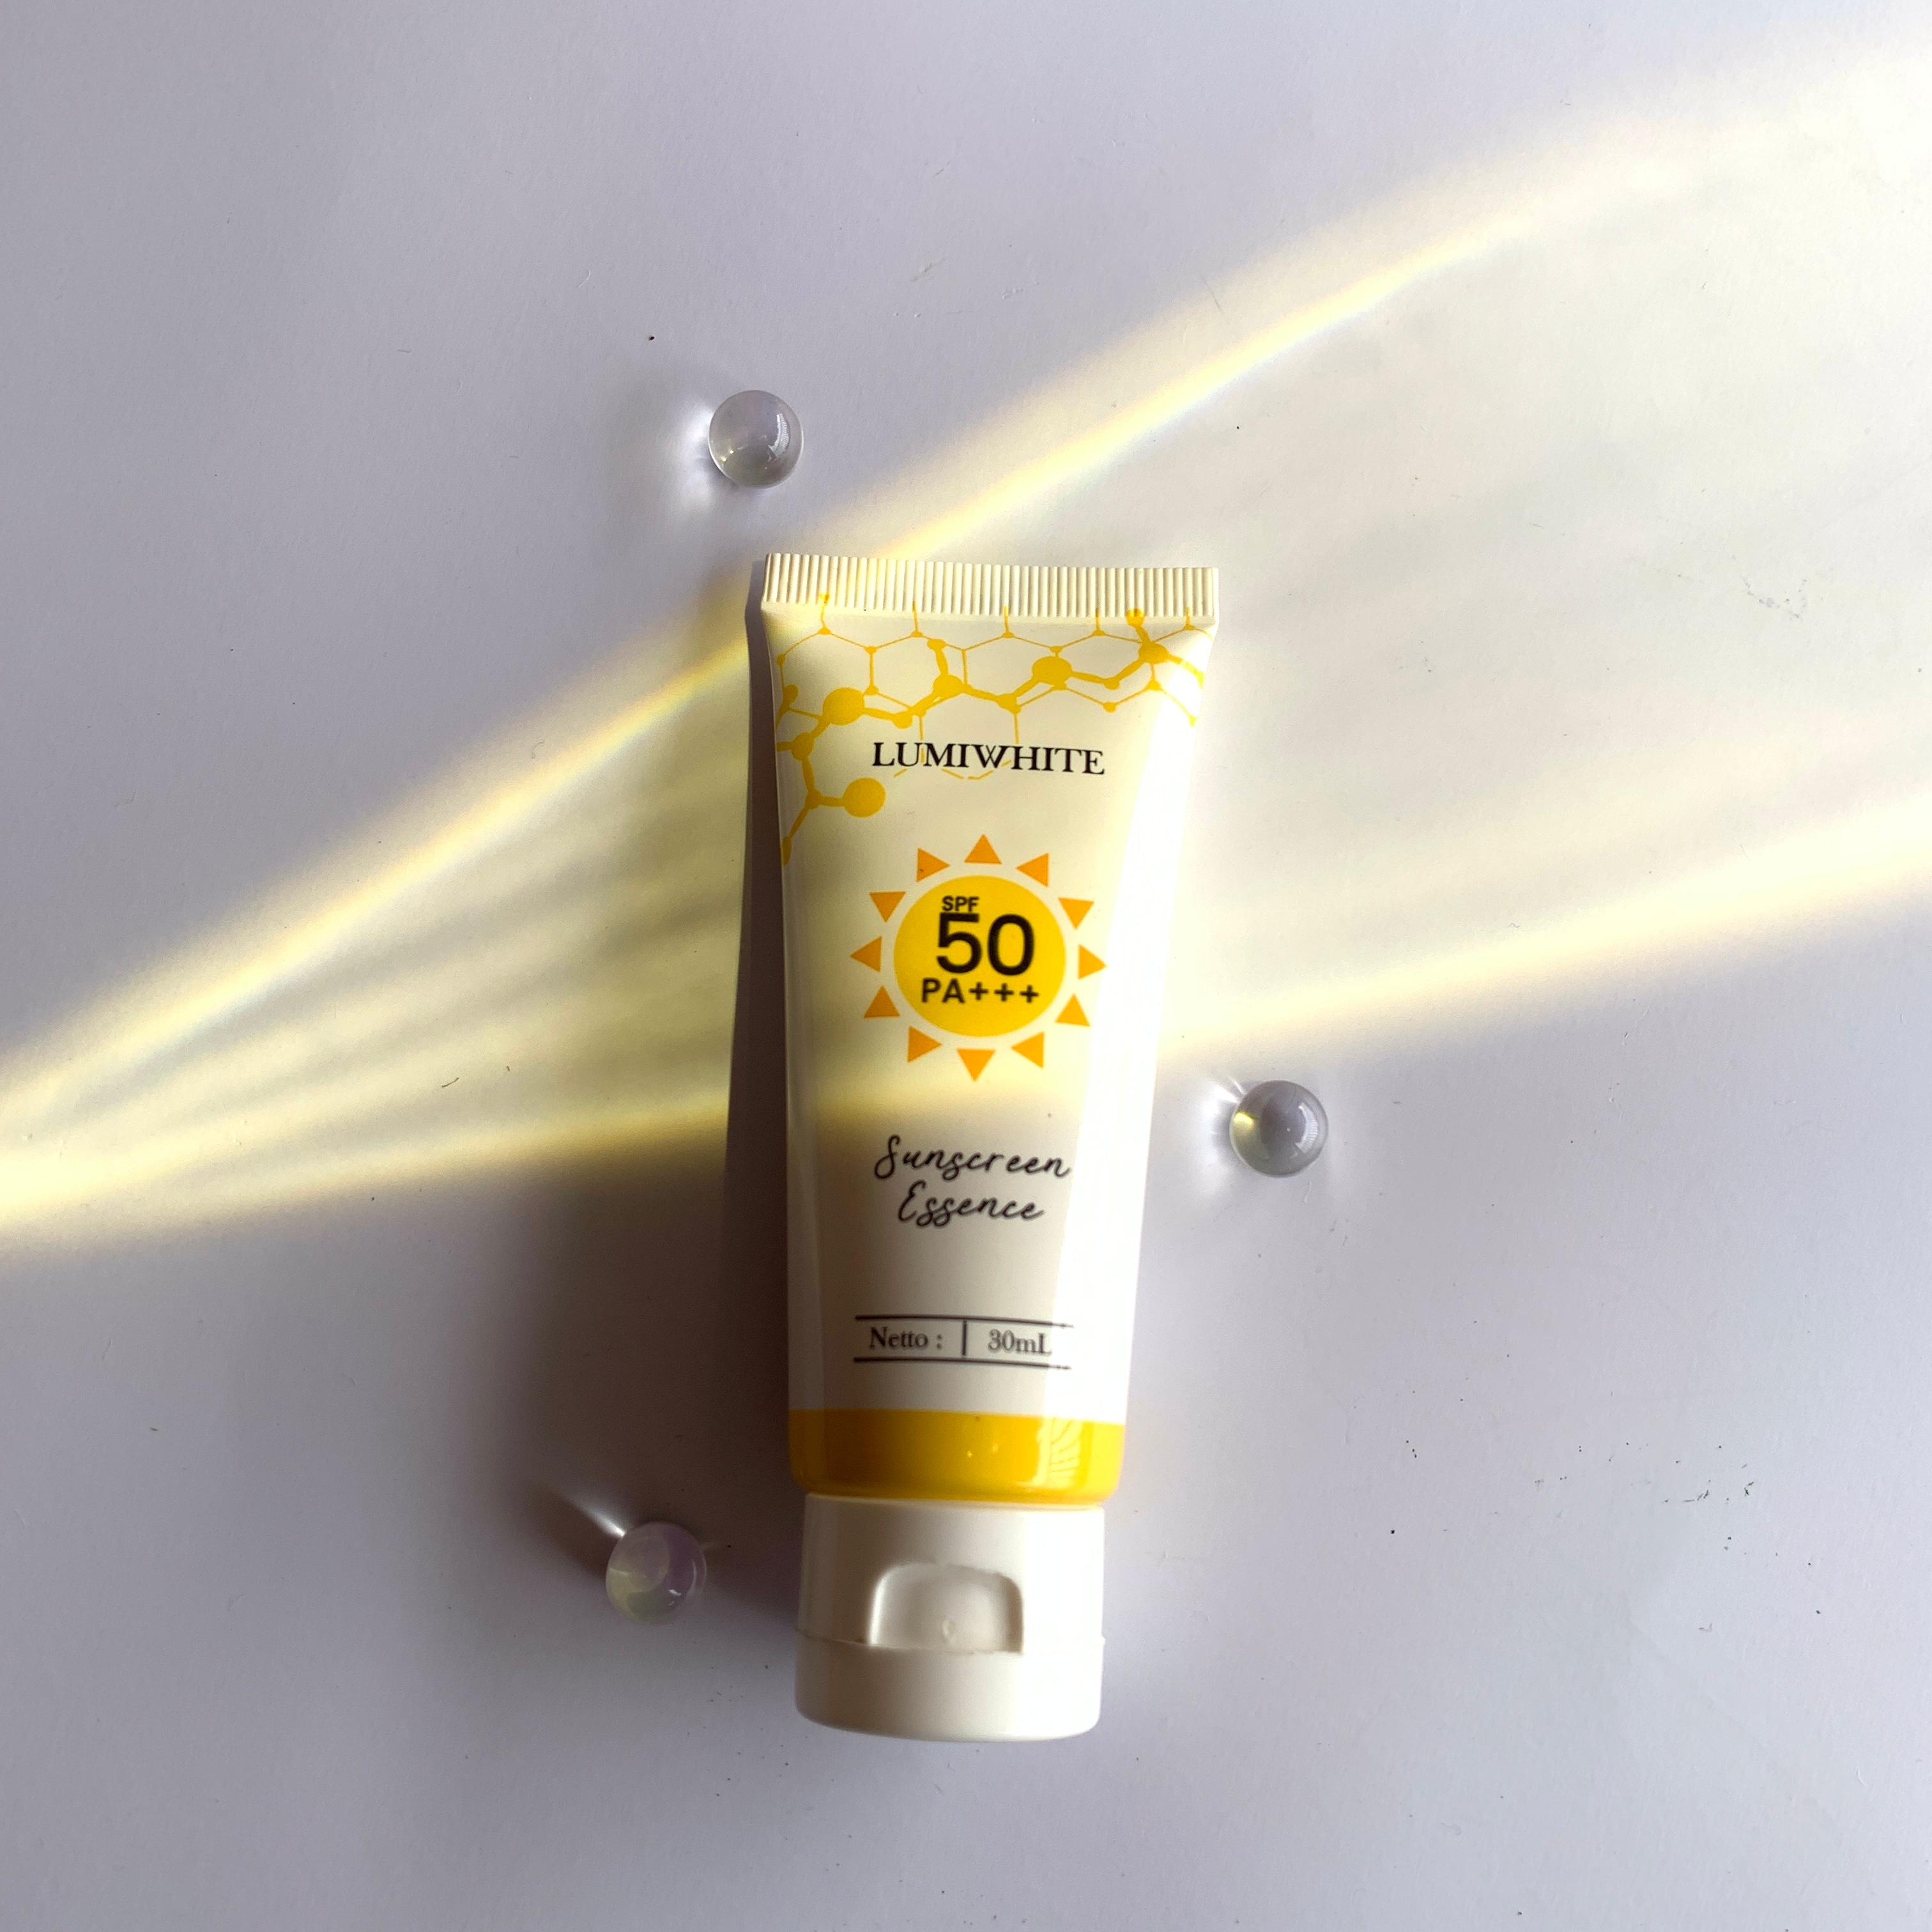 LUMIWHITE
SPF
50
PA+++
Sunscreen
Essence
Netto : | 30mL